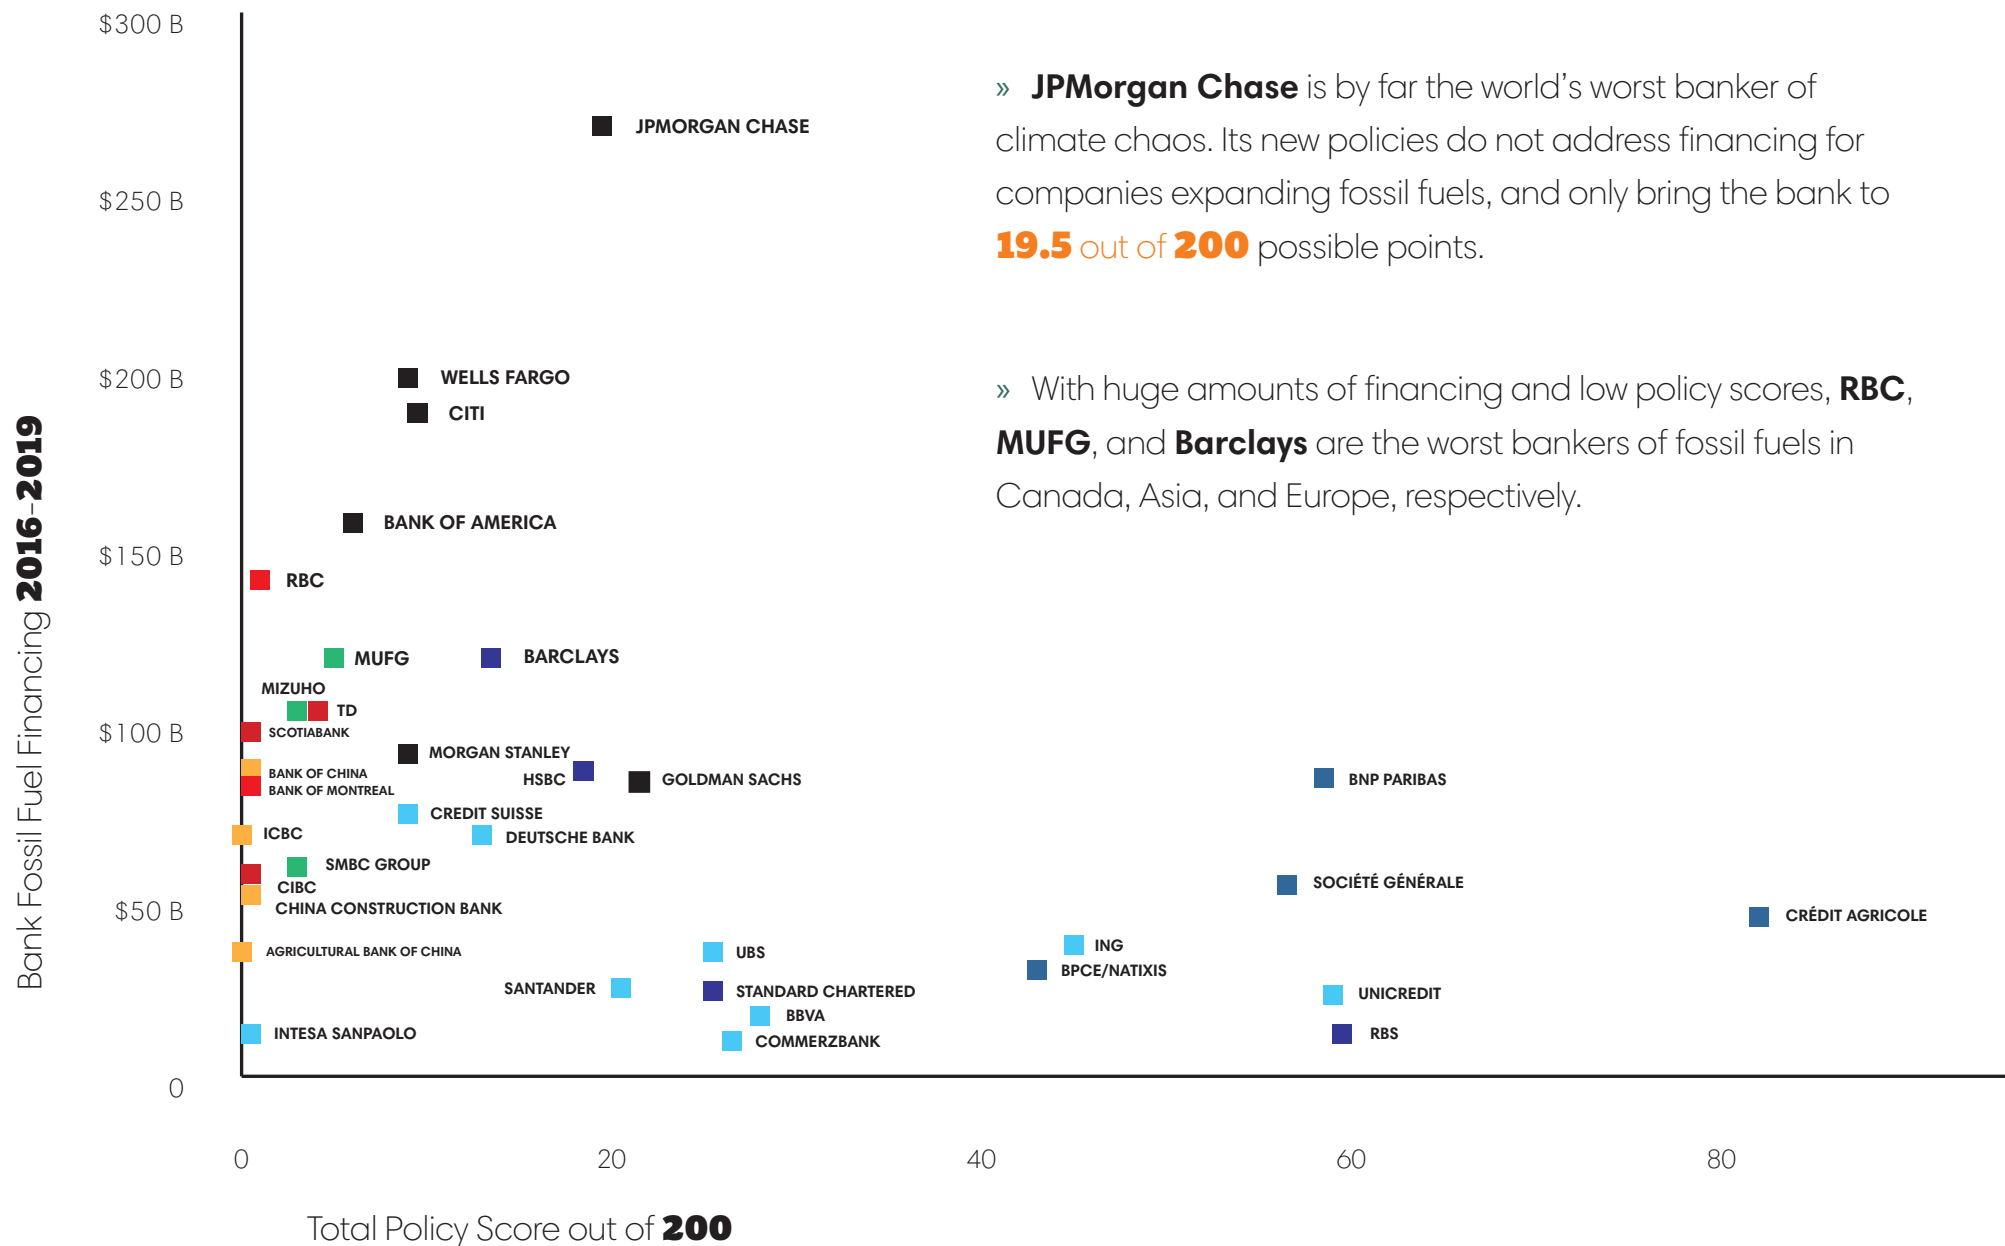 $300 B
» JPMorgan Chase is by far the world's worst banker of
climate chaos. Its new policies do not address financing for
companies expanding fossil fuels, and only bring the bank to
19.5 out of 200 possible points.
» With huge amounts of financing and low policy scores, RBC,
MUFG, and Barclays are the worst bankers of fossil fuels in
Canada, Asia, and Europe, respectively.
JPMORGAN CHASE
$250 B
WELLS FARGO
$200 B
CITI
BANK OF AMERICA
$150 B
RBC
MUFG
BARCLAYS
MIZUHO
TD
SCOTIABANK
$100 B
MORGAN STANLEY
BANK OF CHINA
HSBC
GOLDMAN SACHS
BNP PARIBAS
BANK OF MONTREAL
CREDIT SUISSE
ICBC
DEUTSCHE BANK
SMBC GROUP
SOCIÉTÉ GÉNÉRALE
CIBC
CHINA CONSTRUCTION BANK
$50 B
CRÉDIT AGRICOLE
AGRICULTURAL BANK OF CHINA
UBS
ING
BPCE/NATIXIS
SANTANDER
STANDARD CHARTERED
UNICREDIT
BBVA
INTESA SANPAOLO
COMMERZBANK
RBS
0
Bank Fossil Fuel Financing 2016-2019
0
20
40
60
80
Total Policy Score out of 200